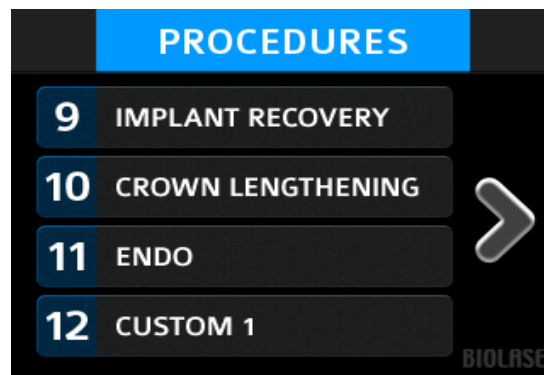 PROCEDURES
9 IMPLANT RECOVERY
10 CROWN LENGTHENING
11 ENDO
12 CUSTOM 1
BIOLASE